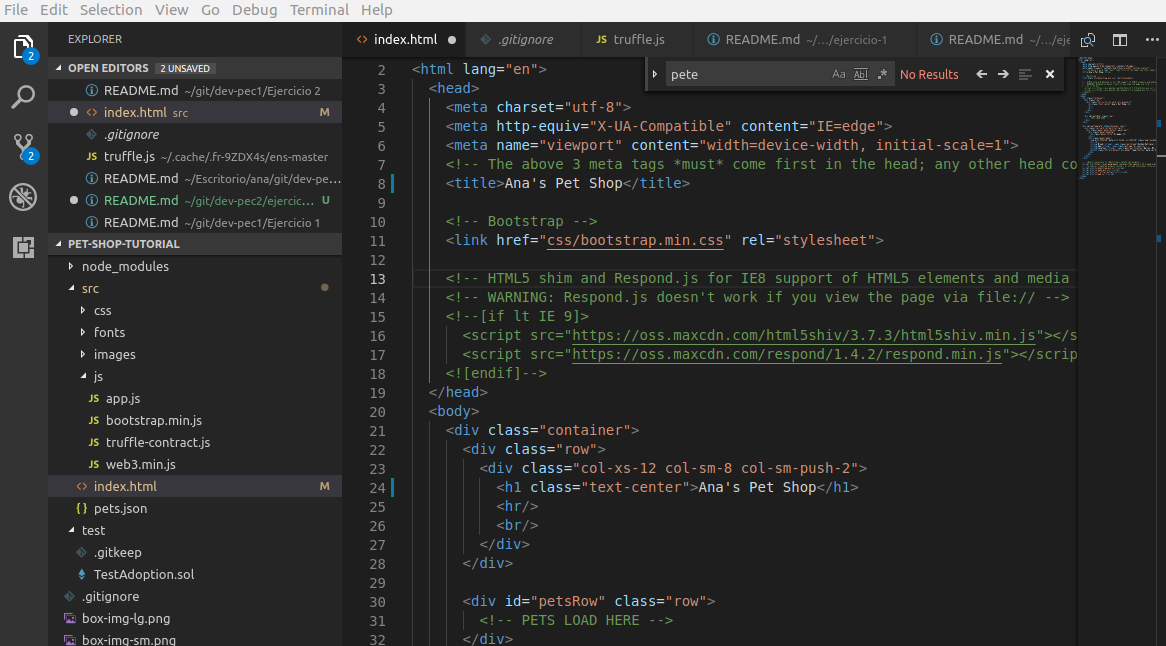 File Edit Selection View Go Debug Terminal Help
2
2
EXPLORER
OPEN EDITORS 2 UNSAVED
README.md ~/git/dev-pec1/Ejercicio 2
index.html src M
.gitignore
JS truffle.js ~/.cache/.fr-9ZDX4s/ens-master
README.md ~/Escritorio/ana/git/dev-pe...
README.md ~/git/dev-pec2/ejercic... U
README.md ~/git/dev-pec1/Ejercicio 1
PET-SHOP-TUTORIAL
node_modules
src
css
fonts
images
js
JS app.js
JS bootstrap.min.js
JS truffle-contract.js
JS web3.min.js
<> index.html M
{} pets.json
test
.gitkeep
TestAdoption.sol
.gitignore
box-img-lg.png
box-img-sm.png
<> index.html .gitignore JS truffle.js README.md ~/.../ejercicio-1 README.md ~/.../eje
pete Aa Abl .* No Results
2 <html lang="en">
3 <head>
4 <meta charset="utf-8">
5 <meta http-equiv="X-UA-Compatible" content="IE=edge">
6 <meta name="viewport" content="width=device-width, initial-scale=1">
7 <!-- The above 3 meta tags *must* come first in the head; any other head co
8 <title>Ana's Pet Shop</title>
9
10 <!-- Bootstrap -->
11 <link href="css/bootstrap.min.css" rel="stylesheet">
12
13 <!-- HTML5 shim and Respond.js for IE8 support of HTML5 elements and media
14 <!-- WARNING: Respond.js doesn't work if you view the page via file:// -->
15 <!--[if lt IE 9]>
16 <script src="https://oss.maxcdn.com/html5shiv/3.7.3/html5shiv.min.js"></s
17 <script src="https://oss.maxcdn.com/respond/1.4.2/respond.min.js"></scrip
18 <![endif]-->
19 </head>
20 <body>
21 <div class="container">
22 <div class="row">
23 <div class="col-xs-12 col-sm-8 col-sm-push-2">
24 <h1 class="text-center">Ana's Pet Shop</h1>
25 <hr/>
26 <br/>
27 </div>
28 </div>
29
30 <div id="petsRow" class="row">
31 <!-- PETS LOAD HERE -->
32 </div>